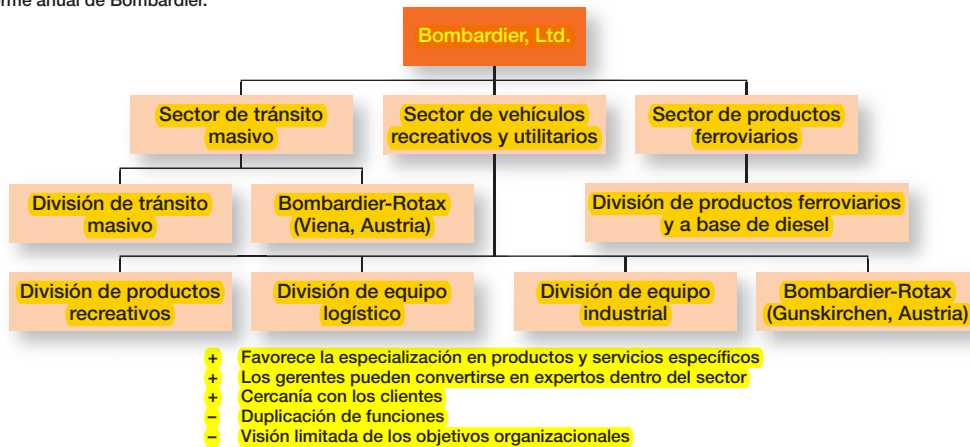 rme anual de Bombardier.
Bombardier, Ltd.
Sector de tránsito
masivo
Sector de vehículos
recreativos y utilitarios
Sector de productos
ferroviarios
División de tránsito
masivo
Bombardier-Rotax
(Viena, Austria)
División de productos ferroviarios
y a base de diesel
División de productos
recreativos
División de equipo
logístico
División de equipo
industrial
Bombardier-Rotax
(Gunskirchen, Austria)
+ Favorece la especialización en productos y servicios específicos
+ Los gerentes pueden convertirse en expertos dentro del sector
+ Cercanía con los clientes
– Duplicación de funciones
– Visión limitada de los objetivos organizacionales